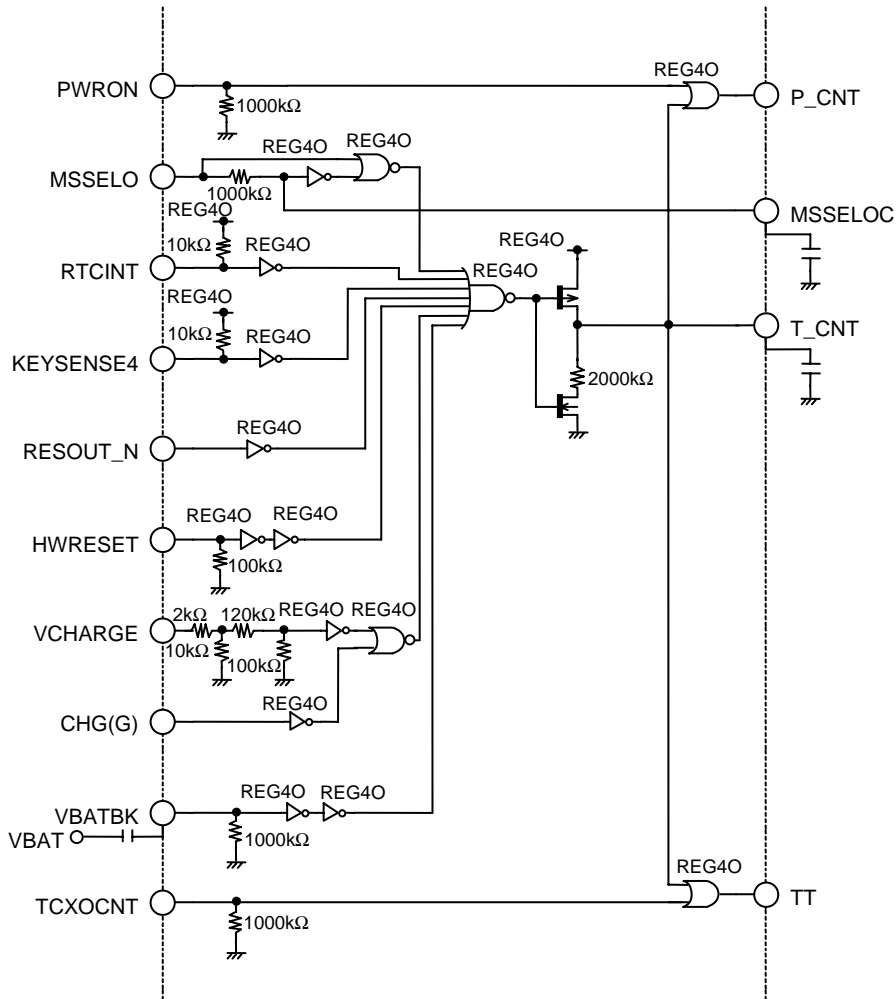 REG4O
PWRON
P_CNT
1000kΩ
REG4O
REG4O
MSSELO
1000kΩ
MSSELOC
REG4O
10kΩ
REG4O
REG4O
RTCINT
REG4O
REG4O
T_CNT
10kΩ
REG4O
KEYSENSE4
2000kΩ
REG4O
RESOUT_N
REG4O
REG4O
HWRESET
100kΩ
2kΩ
120kΩ
REG4O
REG4O
VCHARGE
10kΩ
100kΩ
REG4O
CHG(G)
REG4O
REG4O
VBATBK
VBAT
1000kΩ
REG4O
TCXOCNT
TT
1000kΩ